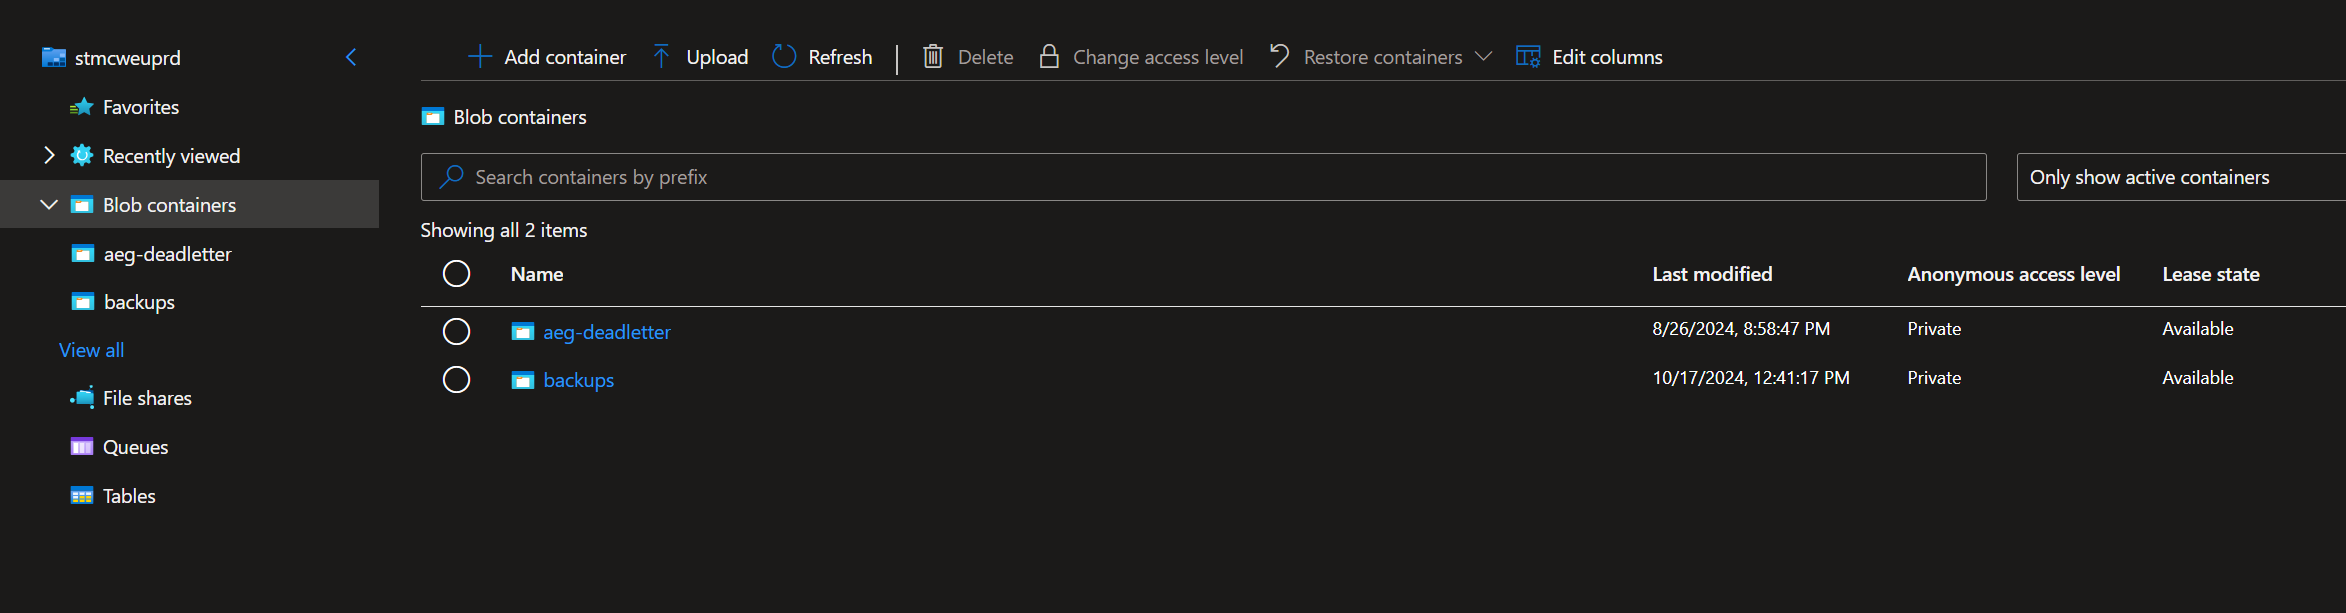 stmcweuprd
Favorites
Recently viewed
Blob containers
aeg-deadletter
backups
View all
File shares
Queues
Tables
Add container Upload Refresh Delete Change access level Restore containers Edit columns
Blob containers
Search containers by prefix
Only show active containers
Showing all 2 items
Name Last modified Anonymous access level Lease state
aeg-deadletter 8/26/2024, 8:58:47 PM Private Available
backups 10/17/2024, 12:41:17 PM Private Available